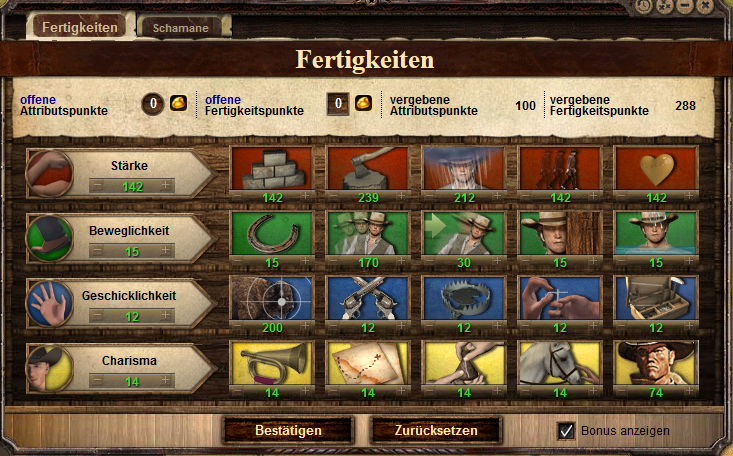 Fertigkeiten
Schamane
Fertigkeiten
offene
Attributspunkte
0
offene
Fertigkeitspunkte
0
vergebene
Attributspunkte
100
vergebene
Fertigkeitspunkte
288
Stärke
142
142
239
212
142
142
Beweglichkeit
15
15
170
30
15
15
Geschicklichkeit
12
200
12
12
12
12
Charisma
14
14
14
14
14
74
Bestätigen
Zurücksetzen
Bonus anzeigen